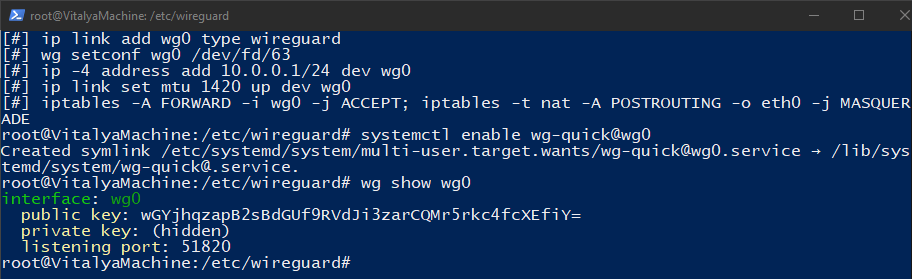 root@VitalyaMachine: /etc/wireguard
[#] ip link add wg0 type wireguard
[#] wg setconf wg0 /dev/fd/63
[#] ip -4 address add 10.0.0.1/24 dev wg0
[#] ip link set mtu 1420 up dev wg0
[#] iptables -A FORWARD -i wg0 -j ACCEPT; iptables -t nat -A POSTROUTING -o eth0 -j MASQUER
ADE
root@VitalyaMachine:/etc/wireguard# systemctl enable wg-quick@wg0
Created symlink /etc/systemd/system/multi-user.target.wants/wg-quick@wg0.service → /lib/sys
temd/system/wg-quick@.service.
root@VitalyaMachine:/etc/wireguard# wg show wg0
interface: wg0
  public key: wGYjhqzapB2sBdGUf9RVdJi3zarCQMr5rkc4fcXEfiY=
  private key: (hidden)
  listening port: 51820
root@VitalyaMachine:/etc/wireguard#